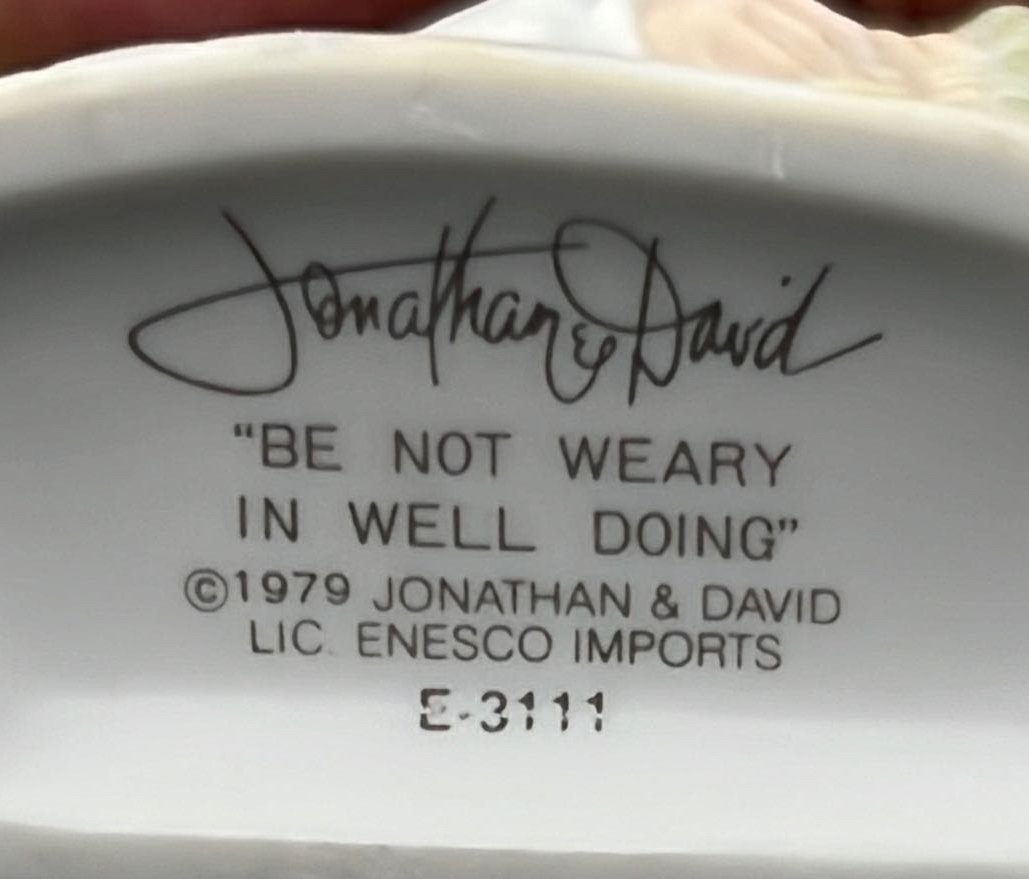 Jonathan & David
“BE NOT WEARY
IN WELL DOING”
©1979 JONATHAN & DAVID
LIC. ENESCO IMPORTS
E-3111